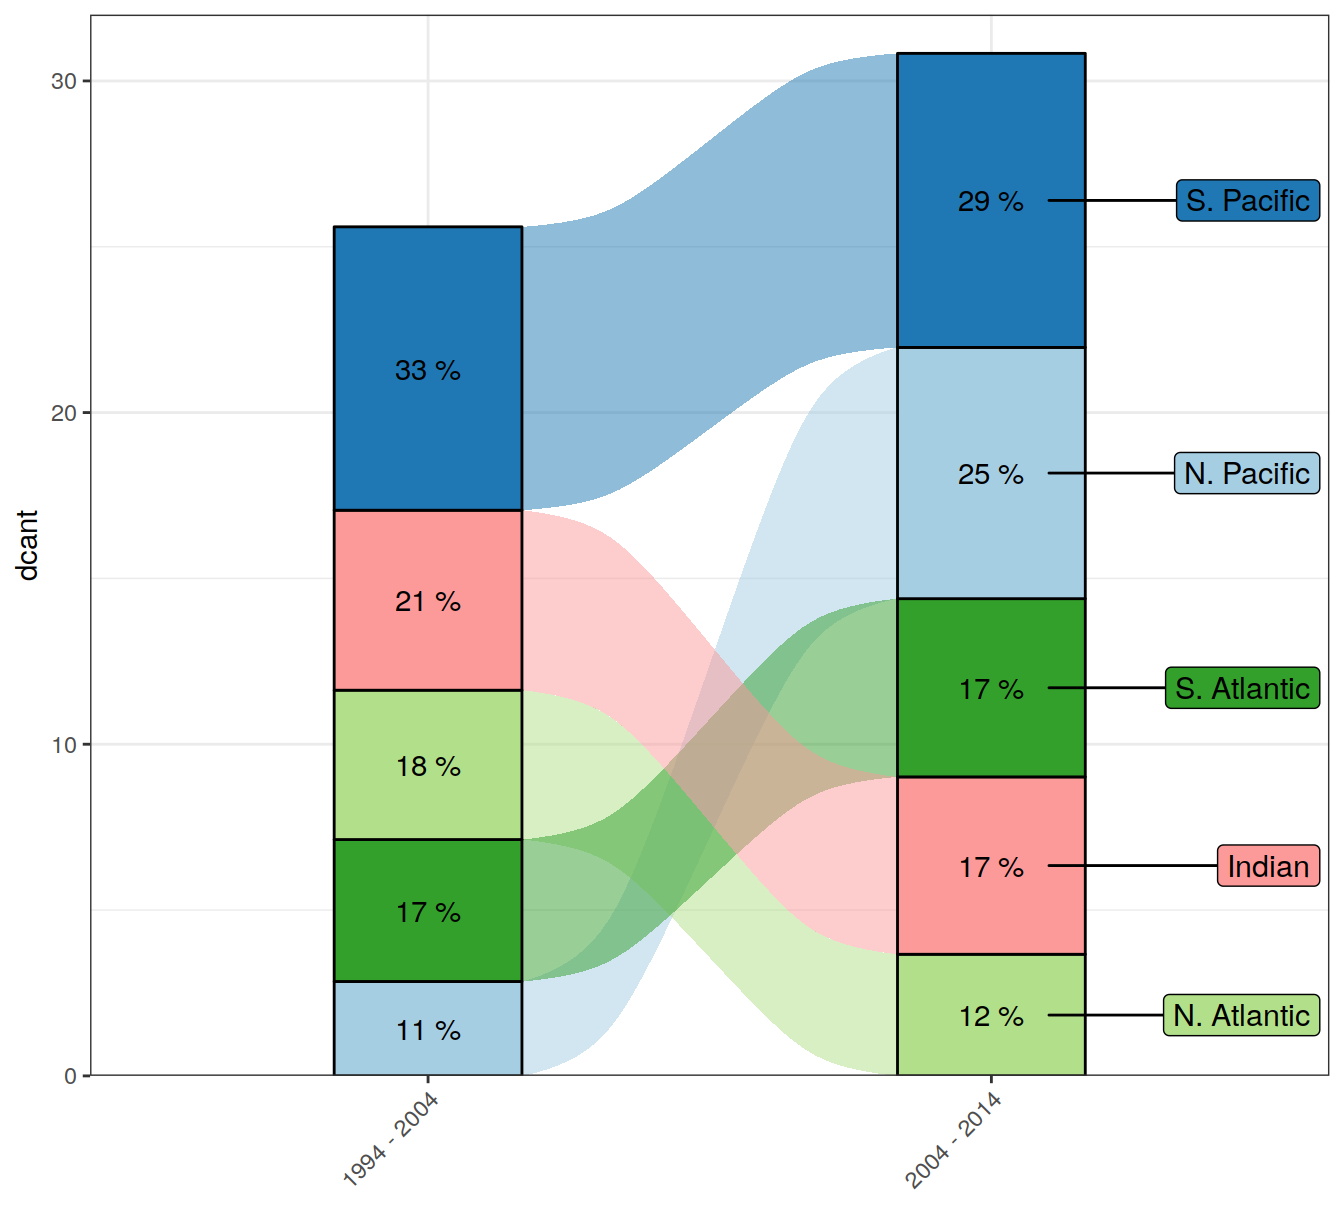 30
20
10
0
dcant
33 %
21 %
18 %
17 %
11 %
29 %
25 %
17 %
17 %
12 %
S. Pacific
N. Pacific
S. Atlantic
Indian
N. Atlantic
1994 - 2004
2004 - 2014